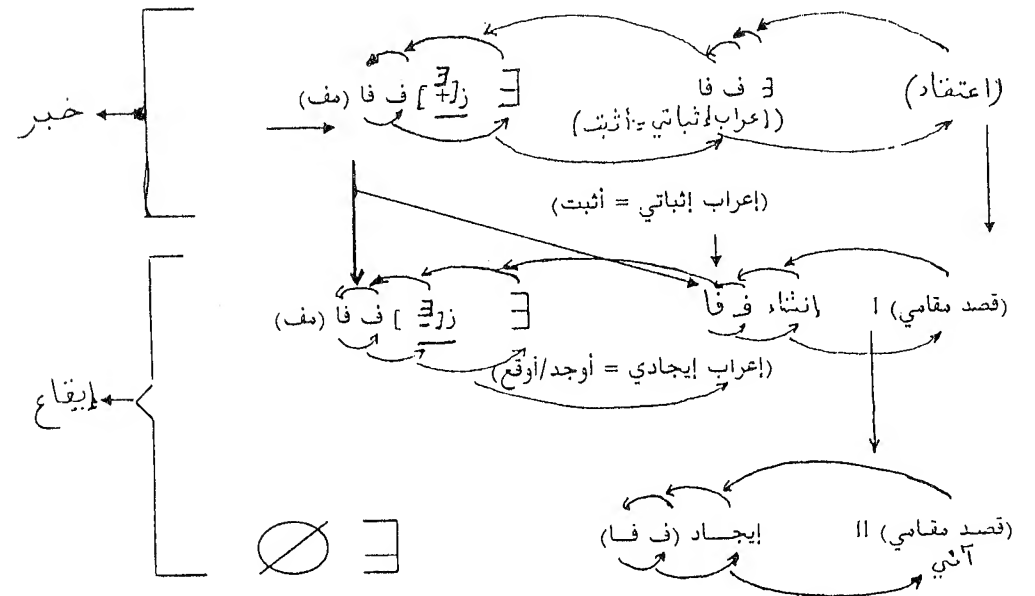 (اعتقاد) ∃ ف فا ∃ ز[+∃] ف فا (مف)
(إعراب إثباتي = أثبت)
خبر
(إعراب إثباتي = أثبت)
(قصد مقامي) I إنشاء ف فا ∃ ز[-∃] ف فا (مف)
(إعراب إيجادي = أوجد/أوقع)
إيقاع
(قصد مقامي) II إيجاد (ف فا) ∃ ∅
آني